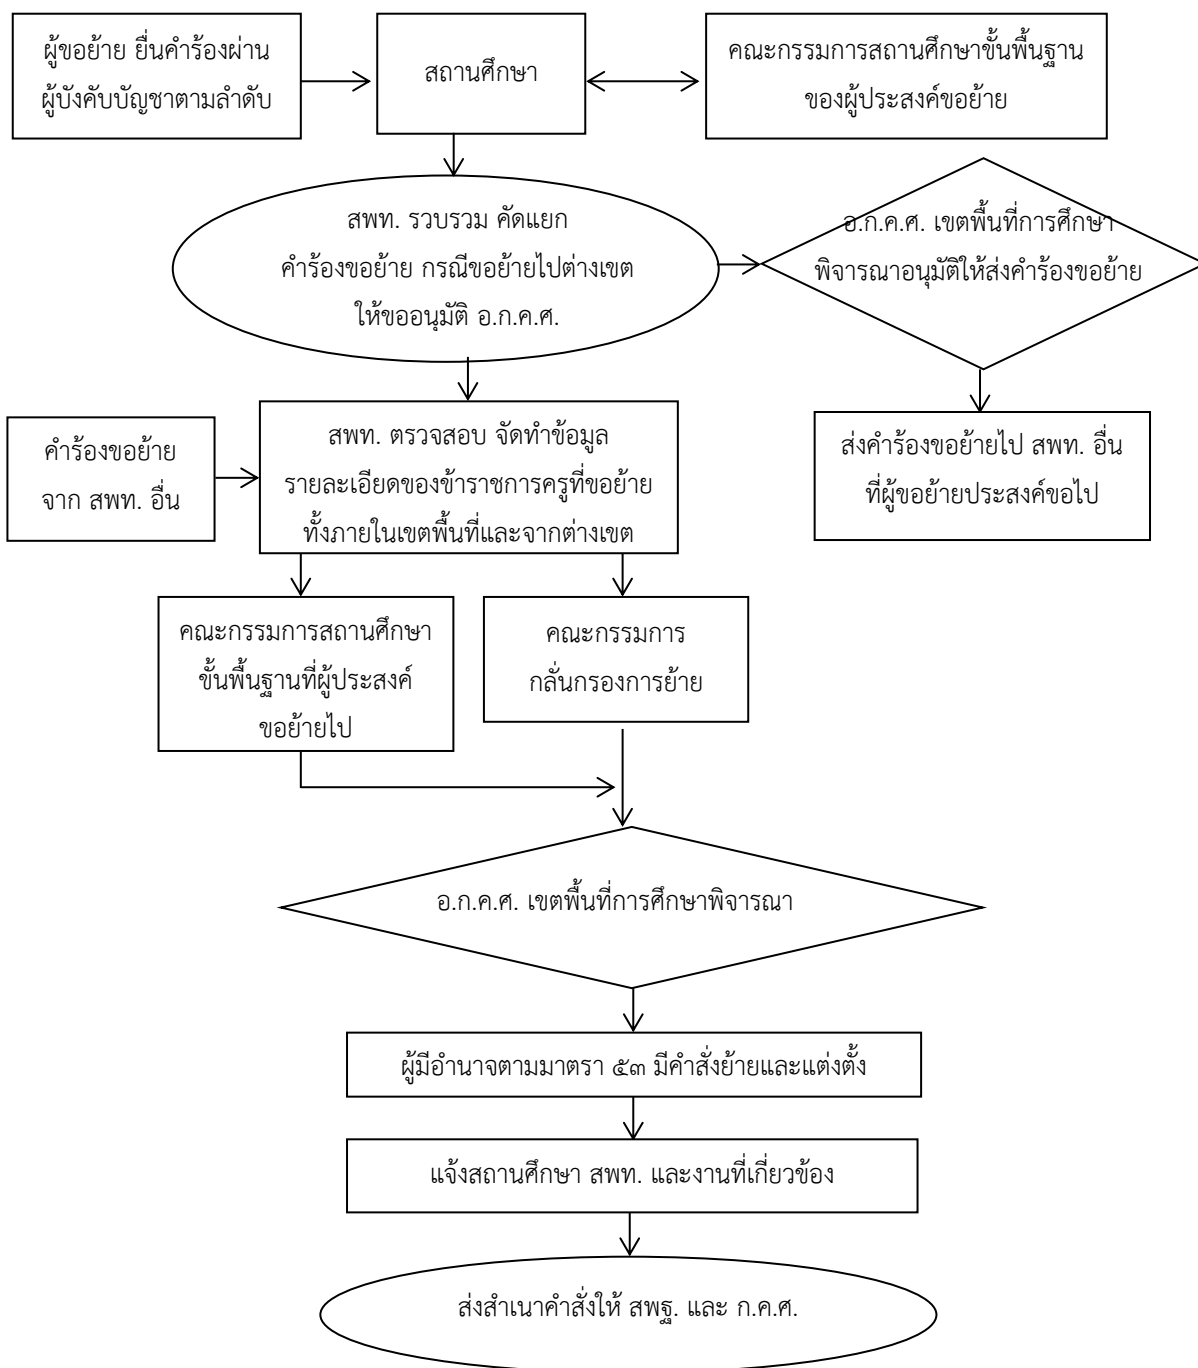 ผู้ขอย้าย ยื่นคำร้องผ่าน
ผู้บังคับบัญชาตามลำดับ
สถานศึกษา
คณะกรรมการสถานศึกษาขั้นพื้นฐาน
ของผู้ประสงค์ขอย้าย
สพท. รวบรวม คัดแยก
คำร้องขอย้าย กรณีขอย้ายไปต่างเขต
ให้ขออนุมัติ อ.ก.ค.ศ.
อ.ก.ค.ศ. เขตพื้นที่การศึกษา
พิจารณาอนุมัติให้ส่งคำร้องขอย้าย
คำร้องขอย้าย
จาก สพท. อื่น
สพท. ตรวจสอบ จัดทำข้อมูล
รายละเอียดของข้าราชการครูที่ขอย้าย
ทั้งภายในเขตพื้นที่และจากต่างเขต
ส่งคำร้องขอย้ายไป สพท. อื่น
ที่ผู้ขอย้ายประสงค์ขอไป
คณะกรรมการสถานศึกษา
ขั้นพื้นฐานที่ผู้ประสงค์
ขอย้ายไป
คณะกรรมการ
กลั่นกรองการย้าย
อ.ก.ค.ศ. เขตพื้นที่การศึกษาพิจารณา
ผู้มีอำนาจตามมาตรา ๕๓ มีคำสั่งย้ายและแต่งตั้ง
แจ้งสถานศึกษา สพท. และงานที่เกี่ยวข้อง
ส่งสำเนาคำสั่งให้ สพฐ. และ ก.ค.ศ.